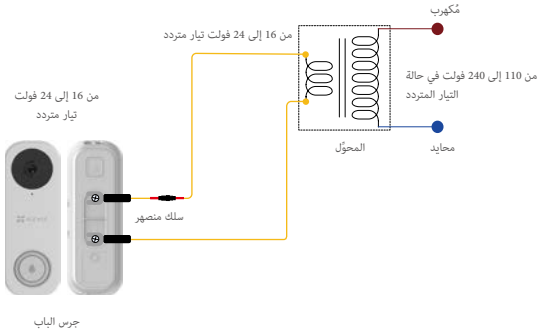 مُكهرب
من 16 إلى 24 فولت تيار متردد
من 110 إلى 240 فولت في حالة
التيار المتردد
من 16 إلى 24 فولت
تيار متردد
المحوِّل
محايد
سلك منصهر
جرس الباب